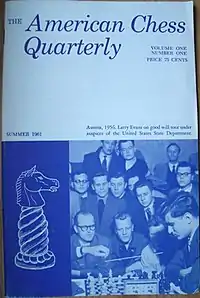 THE American Chess
Quarterly
VOLUME ONE
NUMBER ONE
PRICE 75 CENTS
SUMMER 1961
Austria, 1956. Larry Evans on good will tour under
auspices of the United States State Department.